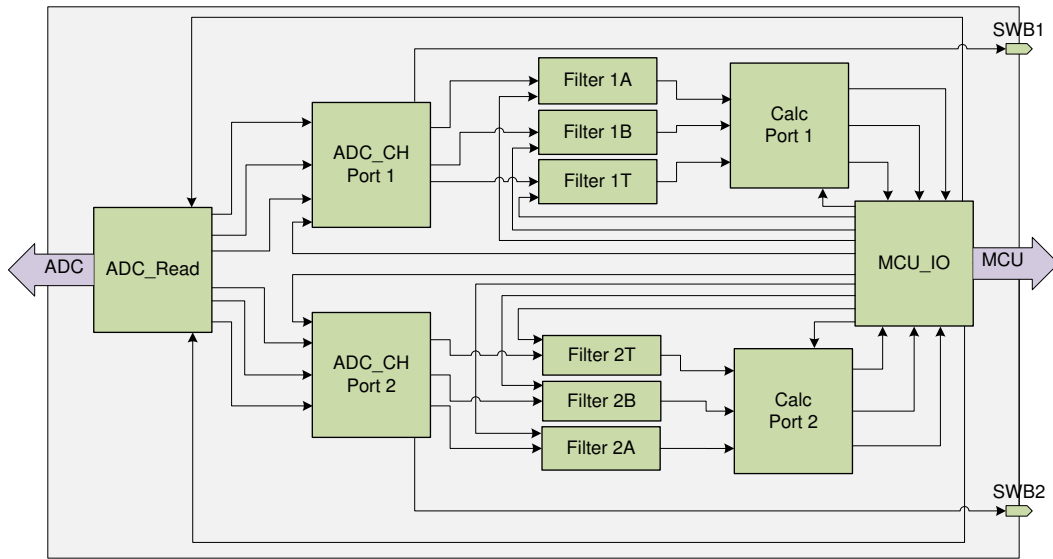 SWB1
Filter 1A
Filter 1B
Filter 1T
ADC_CH
Port 1
Calc
Port 1
ADC
ADC_Read
MCU_IO
MCU
ADC_CH
Port 2
Filter 2T
Filter 2B
Filter 2A
Calc
Port 2
SWB2